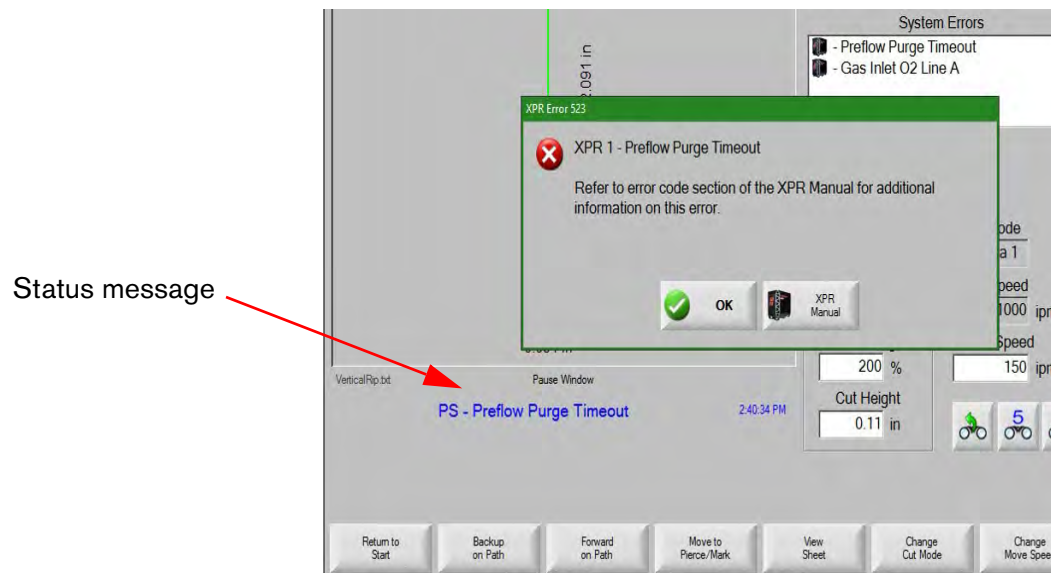 System Errors
- Preflow Purge Timeout
- Gas Inlet O2 Line A
2.091 in
XPR Error 523
XPR 1 - Preflow Purge Timeout
Refer to error code section of the XPR Manual for additional
information on this error.
OK
XPR
Manual
ode
a 1
peed
1000 ipm
Speed
200 %
150 ipm
Cut Height
0.11 in
5
Status message
VerticalRip.txt
Pause Window
PS - Preflow Purge Timeout
2:40:34 PM
Return to
Start
Backup
on Path
Forward
on Path
Move to
Pierce/Mark
View
Sheet
Change
Cut Mode
Change
Move Spee